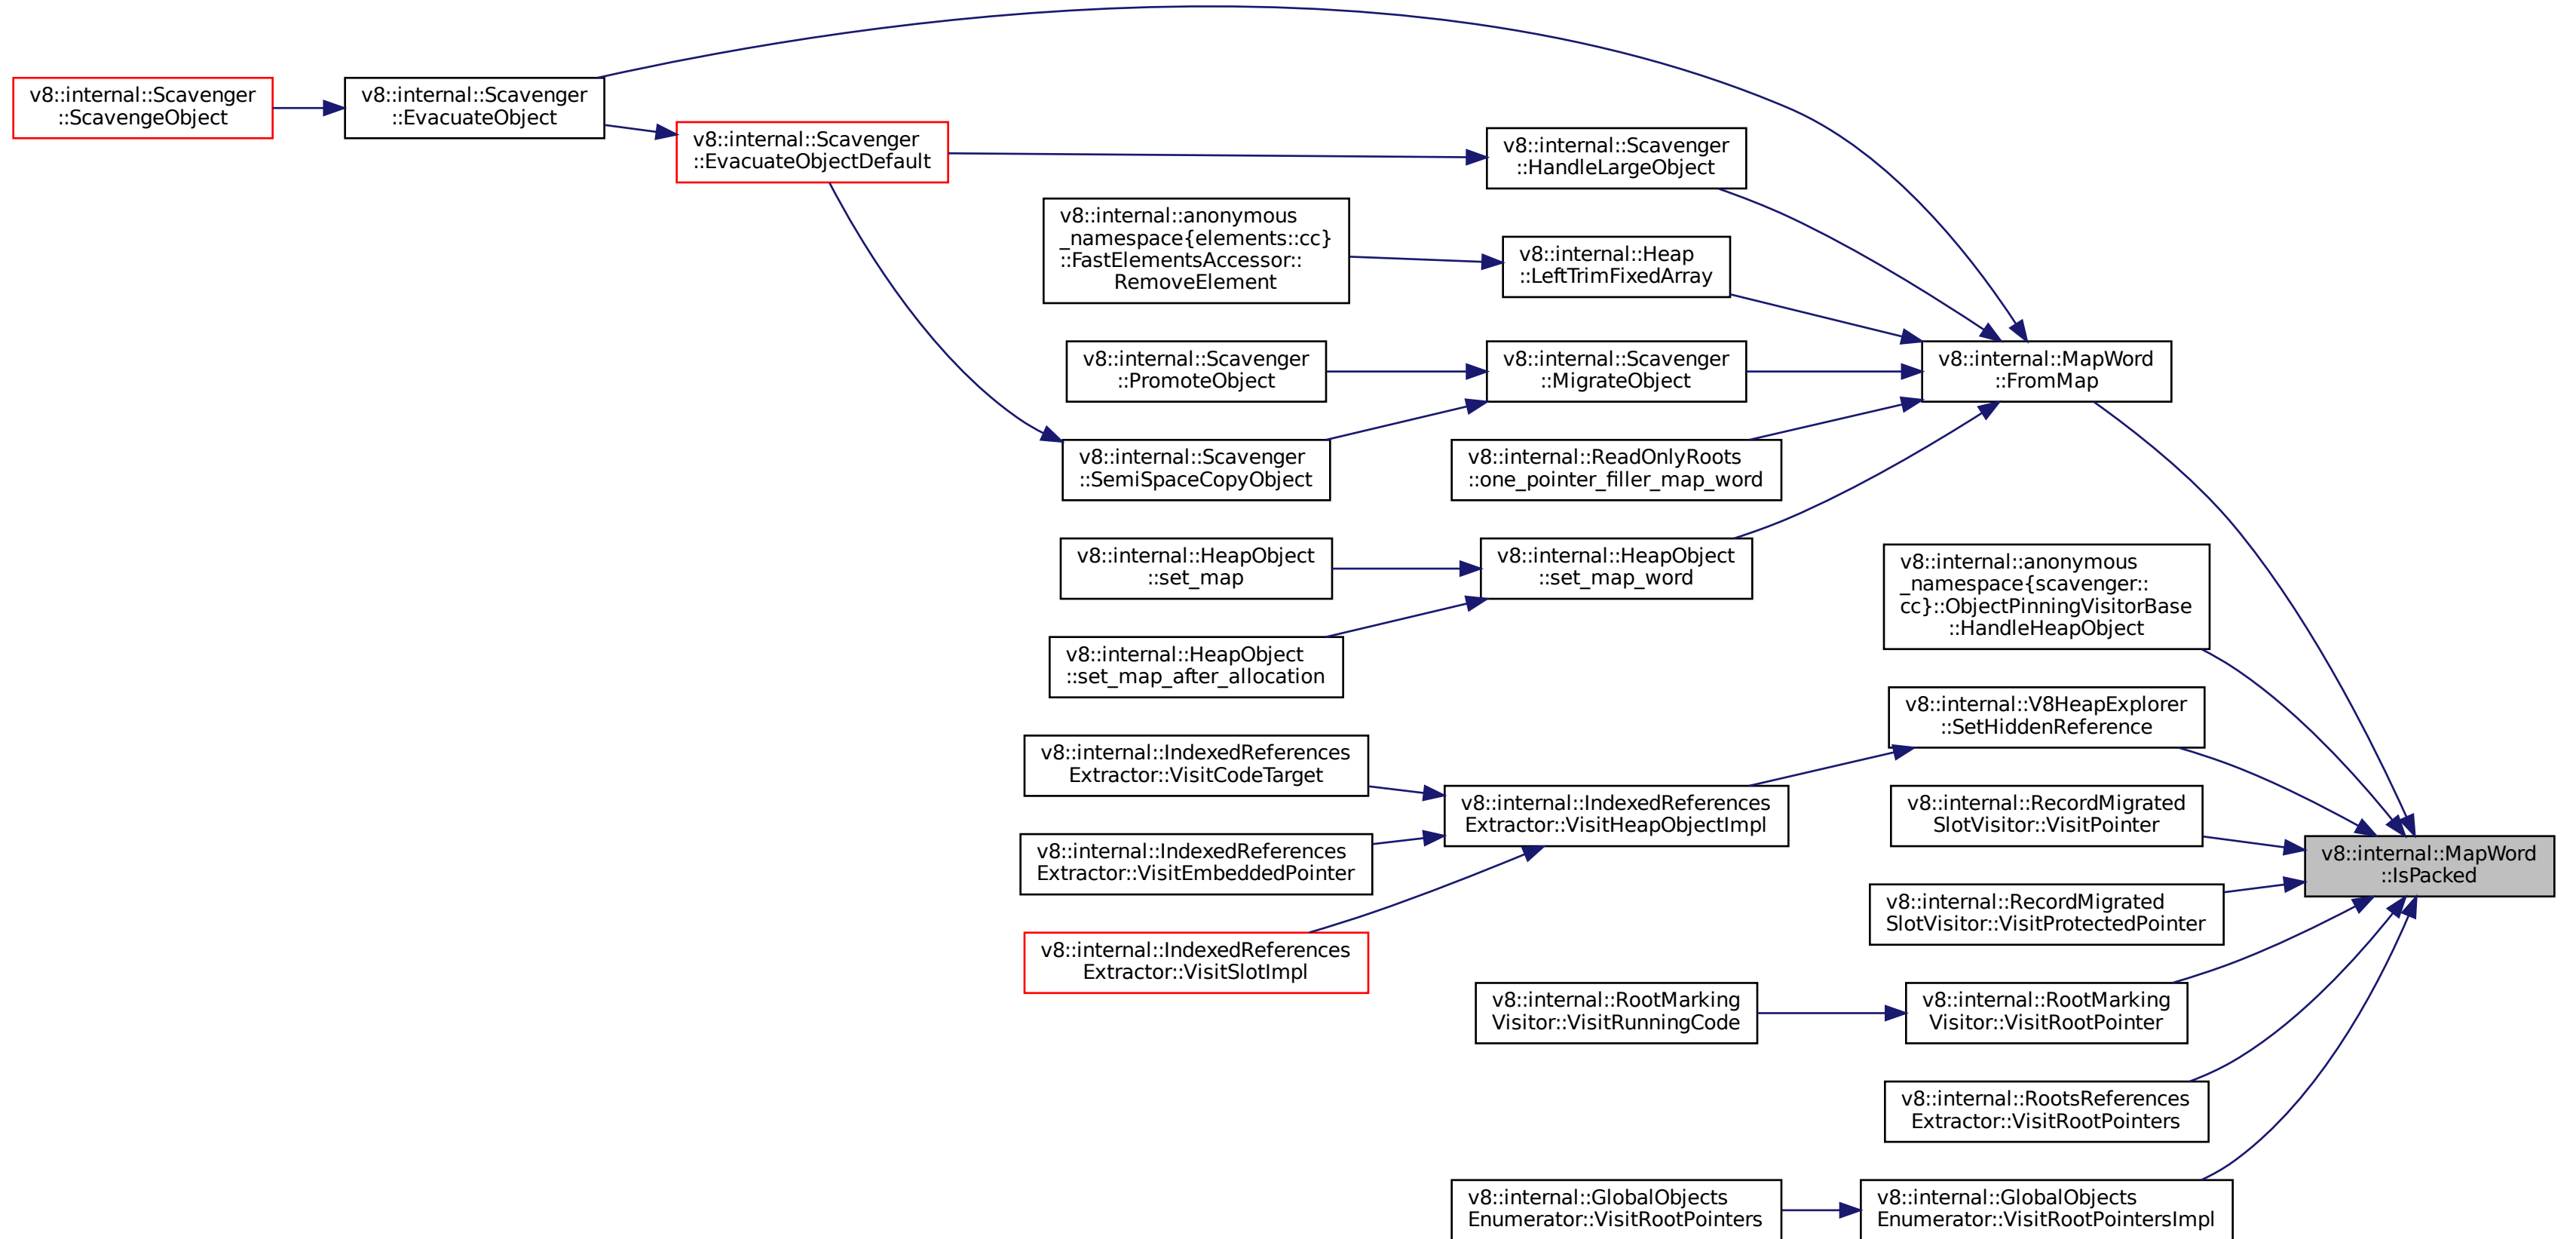 v8::internal::Scavenger
::ScavengeObject
v8::internal::Scavenger
::EvacuateObject
v8::internal::Scavenger
::EvacuateObjectDefault
v8::internal::Scavenger
::HandleLargeObject
v8::internal::anonymous
_namespace{elements::cc}
::FastElementsAccessor::
RemoveElement
v8::internal::Heap
::LeftTrimFixedArray
v8::internal::Scavenger
::PromoteObject
v8::internal::Scavenger
::MigrateObject
v8::internal::MapWord
::FromMap
v8::internal::Scavenger
::SemiSpaceCopyObject
v8::internal::ReadOnlyRoots
::one_pointer_filler_map_word
v8::internal::HeapObject
::set_map
v8::internal::HeapObject
::set_map_word
v8::internal::anonymous
_namespace{scavenger::
cc}::ObjectPinningVisitorBase
::HandleHeapObject
v8::internal::HeapObject
::set_map_after_allocation
v8::internal::V8HeapExplorer
::SetHiddenReference
v8::internal::IndexedReferences
Extractor::VisitCodeTarget
v8::internal::IndexedReferences
Extractor::VisitHeapObjectImpl
v8::internal::RecordMigrated
SlotVisitor::VisitPointer
v8::internal::IndexedReferences
Extractor::VisitEmbeddedPointer
v8::internal::MapWord
::IsPacked
v8::internal::RecordMigrated
SlotVisitor::VisitProtectedPointer
v8::internal::IndexedReferences
Extractor::VisitSlotImpl
v8::internal::RootMarking
Visitor::VisitRunningCode
v8::internal::RootMarking
Visitor::VisitRootPointer
v8::internal::RootsReferences
Extractor::VisitRootPointers
v8::internal::GlobalObjects
Enumerator::VisitRootPointers
v8::internal::GlobalObjects
Enumerator::VisitRootPointersImpl